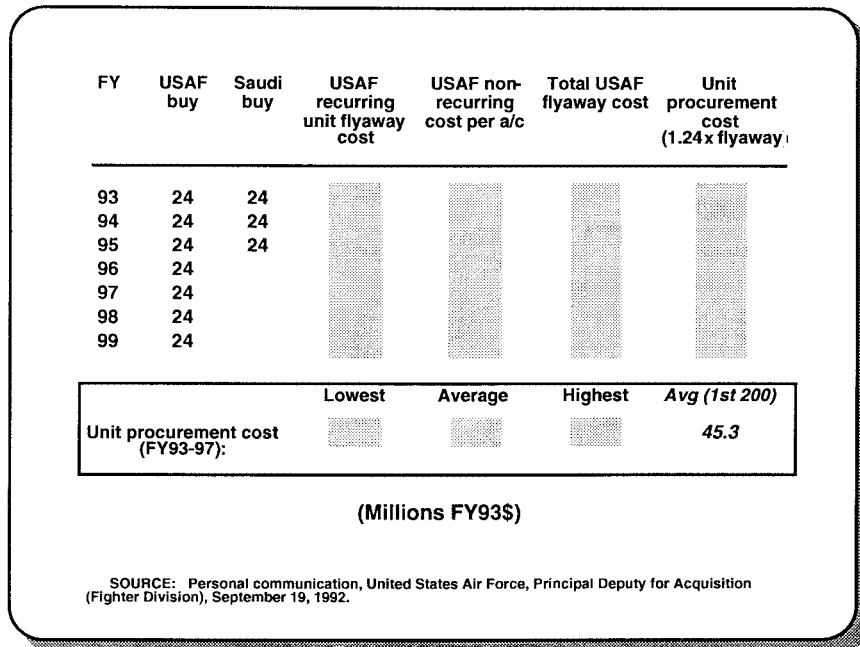 FY USAF buy Saudi buy USAF recurring unit flyaway cost USAF non-recurring cost per a/c Total USAF flyaway cost Unit procurement cost (1.24x flyaway)
93 24 24
94 24 24
95 24 24
96 24
97 24
98 24
99 24
Lowest Average Highest Avg (1st 200)
Unit procurement cost (FY93-97): 45.3
(Millions FY93$)
SOURCE: Personal communication, United States Air Force, Principal Deputy for Acquisition
(Fighter Division), September 19, 1992.